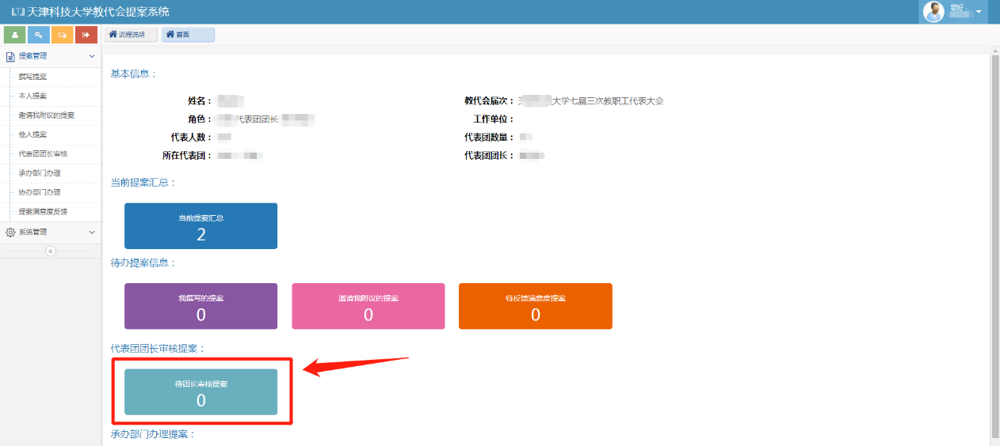 天津科技大学教代会提案系统
您好
流程说明
首页
提案管理
撰写提案
本人提案
邀请我附议的提案
他人提案
代表团团长审核
承办部门办理
协办部门办理
提案满意度反馈
系统管理
基本信息：
姓名：
教代会届次： 大学七届三次教职工代表大会
角色： 代表团团长
工作单位：
代表人数：
代表团数量：
所在代表团：
代表团团长：
当前提案汇总：
当前提案汇总
2
待办提案信息：
我撰写的提案
0
邀请我附议的提案
0
待反馈满意度提案
0
代表团团长审核提案：
待团长审核提案
0
承办部门办理提案：